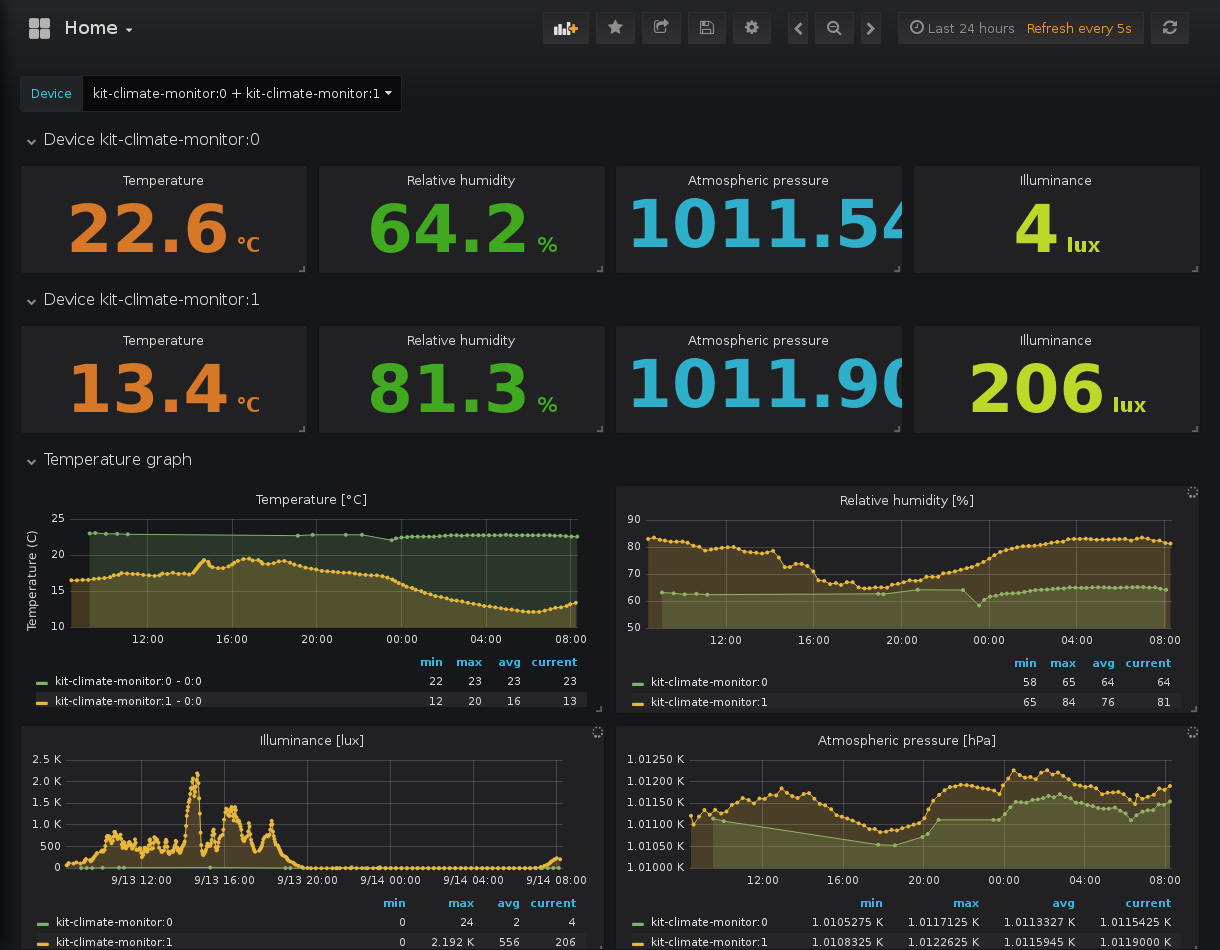 Home
Last 24 hours Refresh every 5s
Device kit-climate-monitor:0 + kit-climate-monitor:1
Device kit-climate-monitor:0
Temperature Relative humidity Atmospheric pressure Illuminance
22.6 °C 64.2 % 1011.54 4 lux
Device kit-climate-monitor:1
Temperature Relative humidity Atmospheric pressure Illuminance
13.4 °C 81.3 % 1011.90 206 lux
Temperature graph
Temperature [°C]
Temperature (C)
25
20
15
10
12:00 16:00 20:00 00:00 04:00 08:00
min max avg current
kit-climate-monitor:0 - 0:0 22 23 23 23
kit-climate-monitor:1 - 0:0 12 20 16 13
Relative humidity [%]
90
80
70
60
50
12:00 16:00 20:00 00:00 04:00 08:00
min max avg current
kit-climate-monitor:0 58 65 64 64
kit-climate-monitor:1 65 84 76 81
Illuminance [lux]
2.5 K
2.0 K
1.5 K
1.0 K
500
0
9/13 12:00 9/13 16:00 9/13 20:00 9/14 00:00 9/14 04:00 9/14 08:00
min max avg current
kit-climate-monitor:0 0 24 2 4
kit-climate-monitor:1 0 2.192 K 556 206
Atmospheric pressure [hPa]
1.01250 K
1.01200 K
1.01150 K
1.01100 K
1.01050 K
1.01000 K
12:00 16:00 20:00 00:00 04:00 08:00
min max avg current
kit-climate-monitor:0 1.0105275 K 1.0117125 K 1.0113327 K 1.0115425 K
kit-climate-monitor:1 1.0108325 K 1.0122625 K 1.0115945 K 1.0119000 K